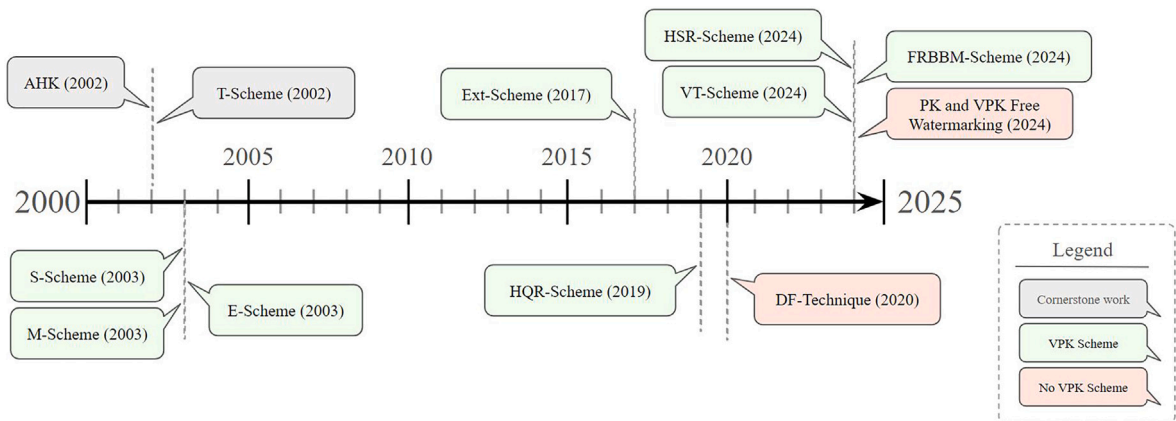 HSR-Scheme (2024)
FRBBM-Scheme (2024)
AHK (2002)
T-Scheme (2002)
Ext-Scheme (2017)
VT-Scheme (2024)
PK and VPK Free
Watermarking (2024)
2005
2010
2015
2020
2000
2025
S-Scheme (2003)
M-Scheme (2003)
E-Scheme (2003)
HQR-Scheme (2019)
DF-Technique (2020)
Legend
Cornerstone work
VPK Scheme
No VPK Scheme